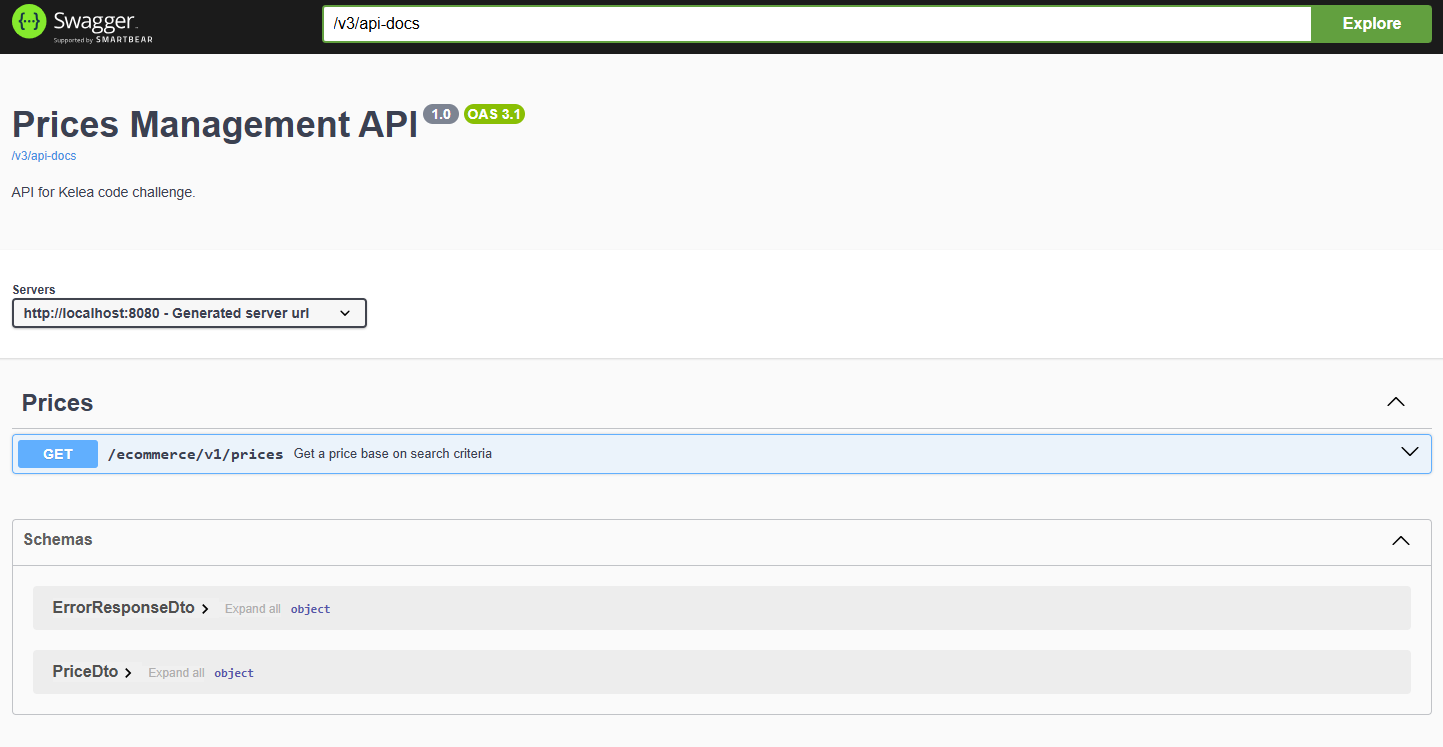 Swagger.
Supported by SMARTBEAR
/v3/api-docs
Explore
Prices Management API 1.0 OAS 3.1
/v3/api-docs
API for Kelea code challenge.
Servers
http://localhost:8080 - Generated server url
Prices
GET /ecommerce/v1/prices Get a price base on search criteria
Schemas
ErrorResponseDto Expand all object
PriceDto Expand all object